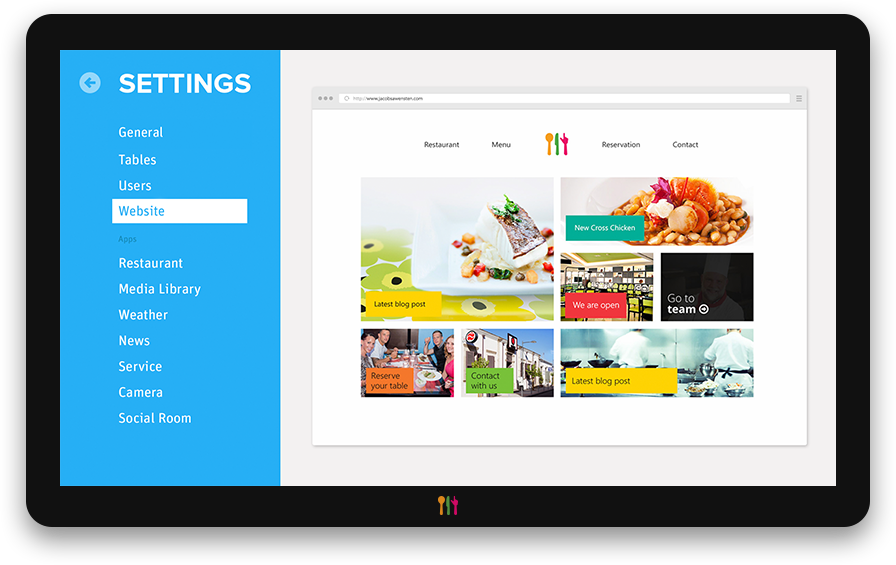 SETTINGS
General
Tables
Users
Website
Apps
Restaurant
Media Library
Weather
News
Service
Camera
Social Room
http://www.jacobsawensten.com
Restaurant
Menu
Reservation
Contact
Latest blog post
New Cross Chicken
We are open
Go to
team
Reserve
your table
Contact
with us
Latest blog post